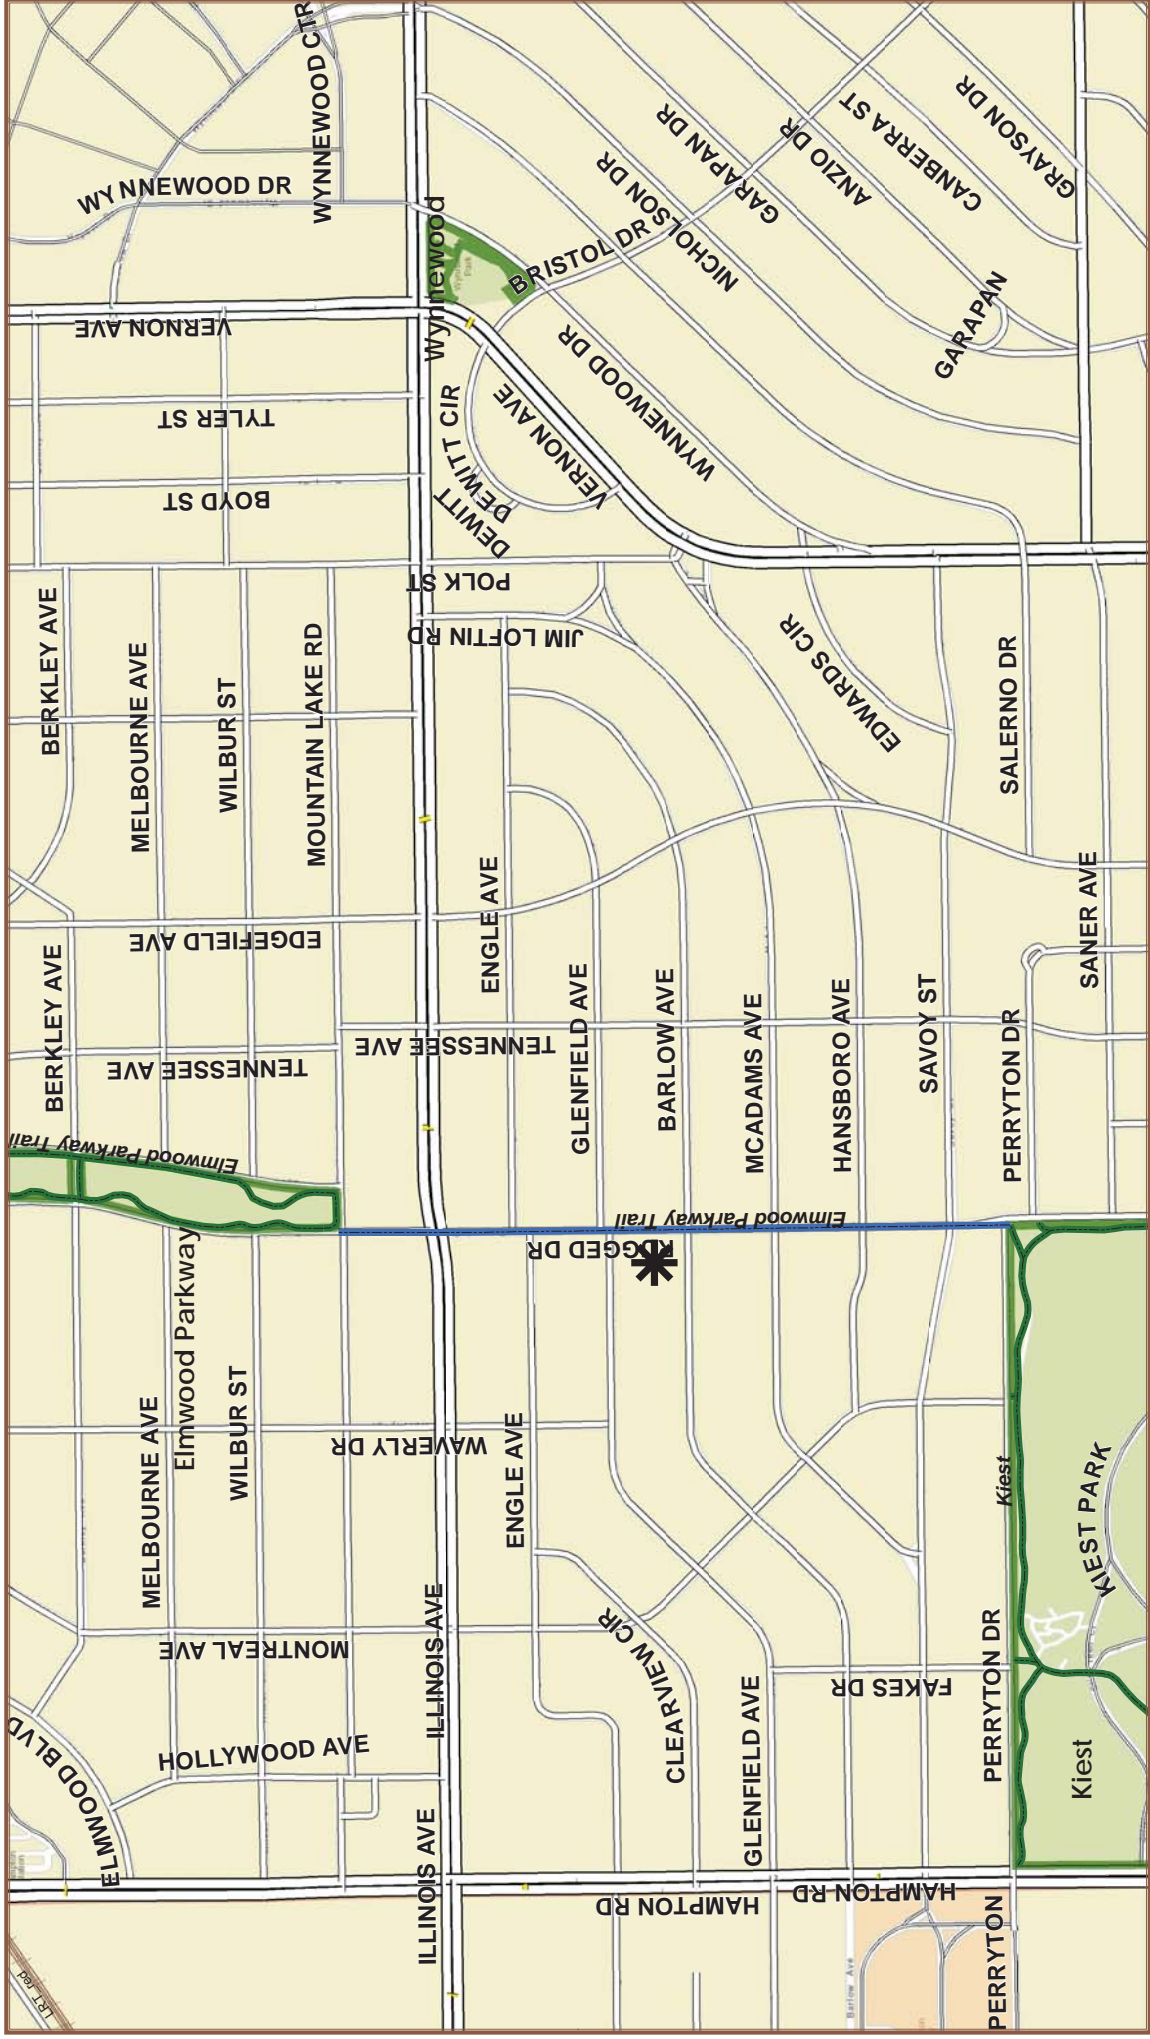 WYNNEWOOD CTR
WYNNEWOOD DR
VERNON AVE
TYLER ST
BOYD ST
Wynnewood
BRISTOL DR
NICHOLSON DR
GARAPAN DR
ANZIO DR
CANBERRA ST
GRAYSON DR
GARAPAN
WYNNEWOOD DR
VERNON AVE
DEWITT CIR
DEWITT
POLK ST
JIM LOFTIN RD
EDWARDS CIR
SALERNO DR
BERKLEY AVE
MELBOURNE AVE
WILBUR ST
MOUNTAIN LAKE RD
EDGEFIELD AVE
ENGLE AVE
SANER AVE
BERKLEY AVE
TENNESSEE AVE
TENNESSEE AVE
GLENFIELD AVE
BARLOW AVE
MCADAMS AVE
HANSBORO AVE
SAVOY ST
PERRYTON DR
Elmwood Parkway Trail
Elmwood Parkway Trail
RUGGED DR
Elmwood Parkway
MELBOURNE AVE
WILBUR ST
WAVERLY DR
ENGLE AVE
Kiest
KIEST PARK
MONTREAL AVE
ILLINOIS AVE
CLEARVIEW CIR
GLENFIELD AVE
FAKES DR
PERRYTON DR
Kiest
ELMWOOD BLVD
HOLLYWOOD AVE
ILLINOIS AVE
HAMPTON RD
HAMPTON RD
PERRYTON
Barlow Ave
LRT red